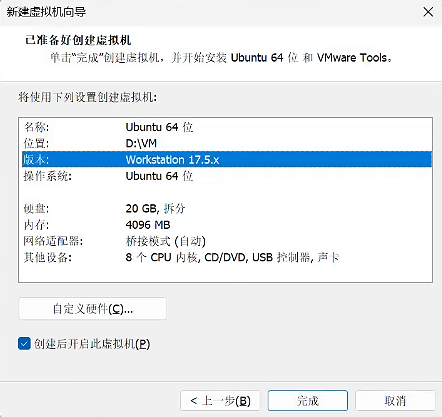 新建虚拟机向导
已准备好创建虚拟机
单击“完成”创建虚拟机，并开始安装 Ubuntu 64 位 和 VMware Tools。
将使用下列设置创建虚拟机:
名称: Ubuntu 64 位
位置: D:\VM
版本: Workstation 17.5.x
操作系统: Ubuntu 64 位
硬盘: 20 GB, 拆分
内存: 4096 MB
网络适配器: 桥接模式 (自动)
其他设备: 8 个 CPU 内核, CD/DVD, USB 控制器, 声卡
自定义硬件(C)...
创建后开启此虚拟机(P)
< 上一步(B) 完成 取消